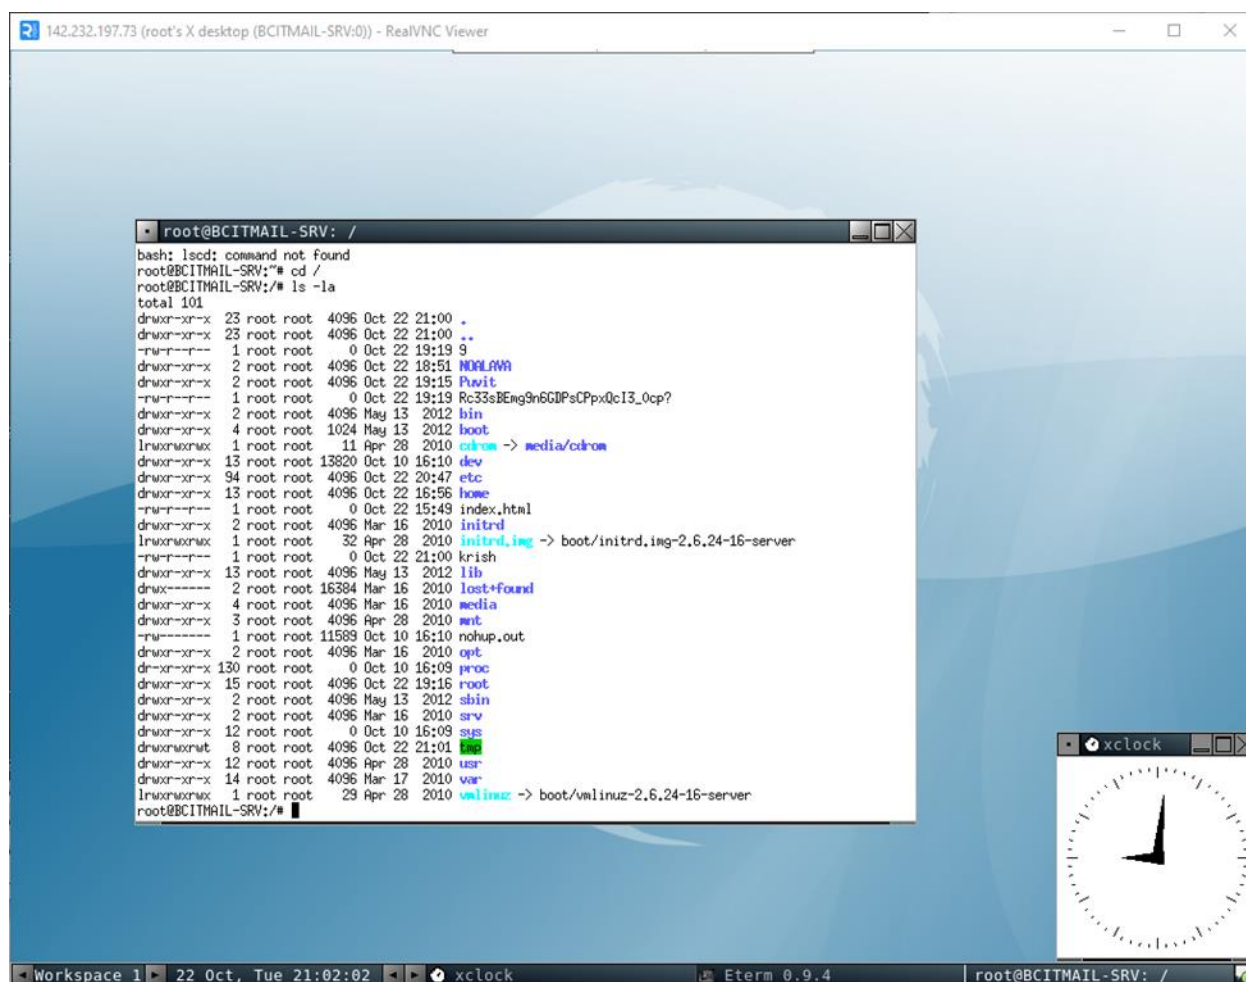 142.232.197.73 (root's X desktop (BCITMAIL-SRV:0)) - RealVNC Viewer
root@BCITMAIL-SRV: /
bash: lscd: command not found
root@BCITMAIL-SRV:~# cd /
root@BCITMAIL-SRV:/# ls -la
total 101
drwxr-xr-x 23 root root 4096 Oct 22 21:00 .
drwxr-xr-x 23 root root 4096 Oct 22 21:00 ..
-rw-r--r-- 1 root root 0 Oct 22 19:19 9
drwxr-xr-x 2 root root 4096 Oct 22 18:51 NOALAVA
drwxr-xr-x 2 root root 4096 Oct 22 19:15 Puvit
-rw-r--r-- 1 root root 0 Oct 22 19:19 Rc33sBEmg9n6GDPsCPpxQcI3_0cp?
drwxr-xr-x 2 root root 4096 May 13 2012 bin
drwxr-xr-x 4 root root 1024 May 13 2012 boot
lrwxrwxrwx 1 root root 11 Apr 28 2010 cdrom -> media/cdrom
drwxr-xr-x 13 root root 13820 Oct 10 16:10 dev
drwxr-xr-x 94 root root 4096 Oct 22 20:47 etc
drwxr-xr-x 13 root root 4096 Oct 22 16:56 home
-rw-r--r-- 1 root root 0 Oct 22 15:49 index.html
drwxr-xr-x 2 root root 4096 Mar 16 2010 initrd
lrwxrwxrwx 1 root root 32 Apr 28 2010 initrd.img -> boot/initrd.img-2.6.24-16-server
-rw-r--r-- 1 root root 0 Oct 22 21:00 krish
drwxr-xr-x 13 root root 4096 May 13 2012 lib
drwx------ 2 root root 16384 Mar 16 2010 lost+found
drwxr-xr-x 4 root root 4096 Mar 16 2010 media
drwxr-xr-x 3 root root 4096 Apr 28 2010 mnt
-rw------- 1 root root 11589 Oct 10 16:10 nohup.out
drwxr-xr-x 2 root root 4096 Mar 16 2010 opt
dr-xr-xr-x 130 root root 0 Oct 10 16:09 proc
drwxr-xr-x 15 root root 4096 Oct 22 19:16 root
drwxr-xr-x 2 root root 4096 May 13 2012 sbin
drwxr-xr-x 2 root root 4096 Mar 16 2010 srv
drwxr-xr-x 12 root root 0 Oct 10 16:09 sys
drwxrwxrwt 8 root root 4096 Oct 22 21:01 tmp
drwxr-xr-x 12 root root 4096 Apr 28 2010 usr
drwxr-xr-x 14 root root 4096 Mar 17 2010 var
lrwxrwxrwx 1 root root 29 Apr 28 2010 vmlinuz -> boot/vmlinuz-2.6.24-16-server
root@BCITMAIL-SRV:/#
xclock
Workspace 1 22 Oct, Tue 21:02:02 xclock Eterm 0.9.4 root@BCITMAIL-SRV: /